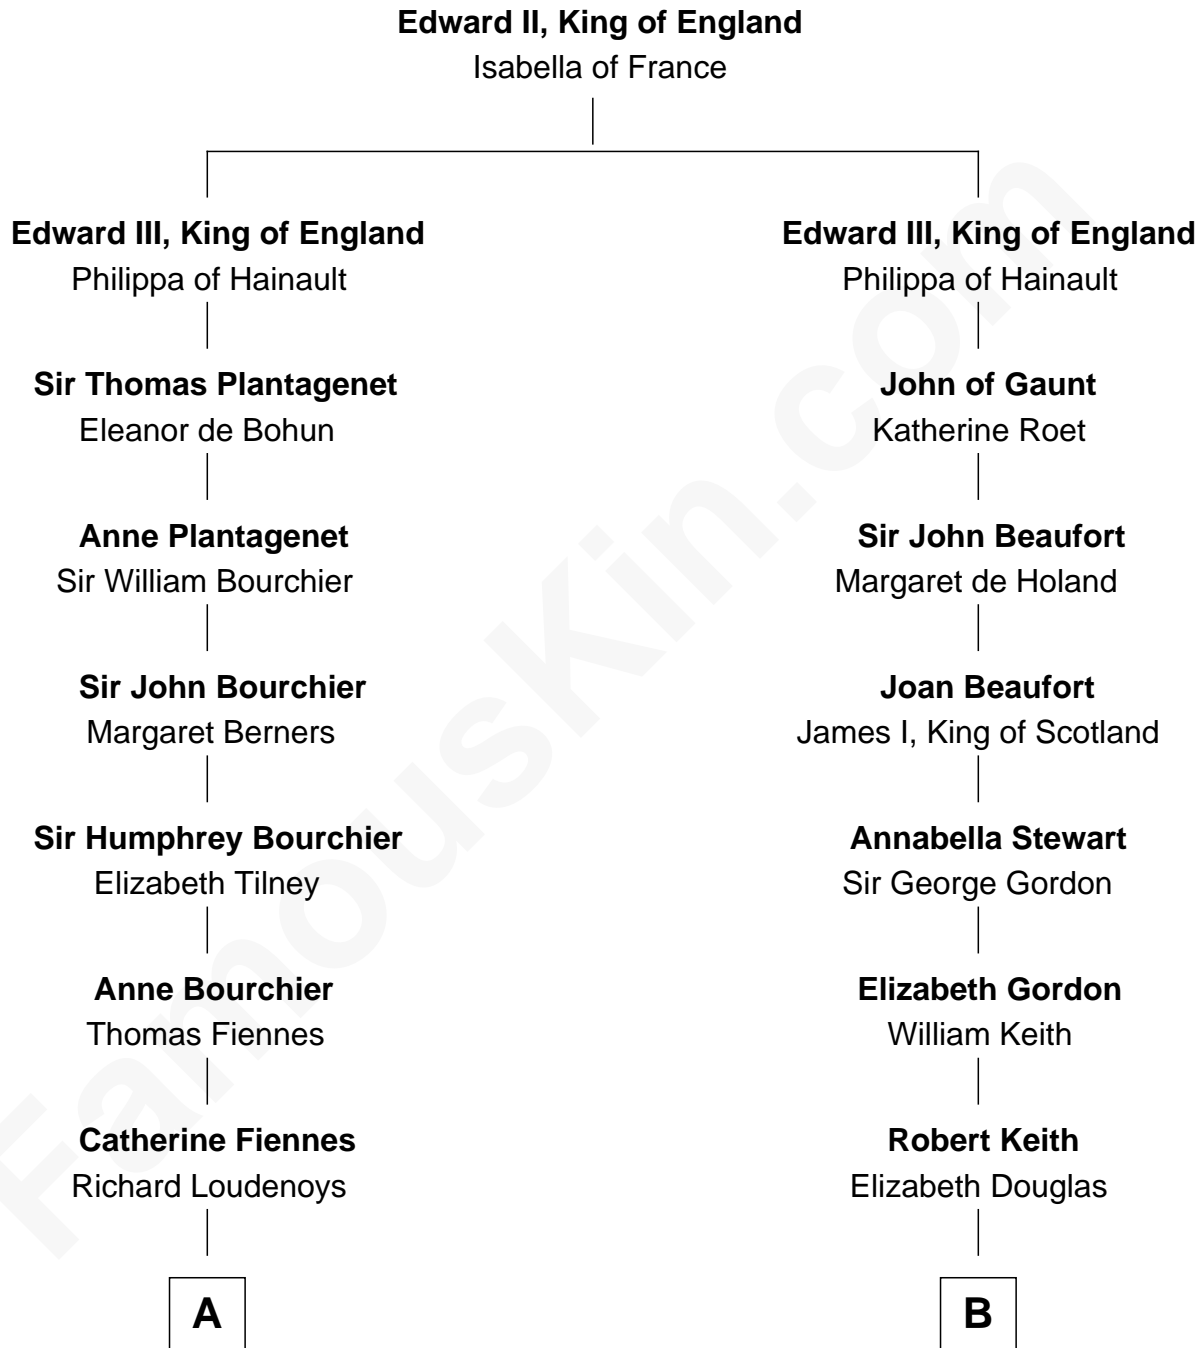 Edward II, King of England
Isabella of France
Edward III, King of England
Philippa of Hainault
Edward III, King of England
Philippa of Hainault
Sir Thomas Plantagenet
Eleanor de Bohun
John of Gaunt
Katherine Roet
Anne Plantagenet
Sir William Bourchier
Sir John Beaufort
Margaret de Holand
Sir John Bourchier
Margaret Berners
Joan Beaufort
James I, King of Scotland
Sir Humphrey Bourchier
Elizabeth Tilney
Annabella Stewart
Sir George Gordon
Anne Bourchier
Thomas Fiennes
Elizabeth Gordon
William Keith
Catherine Fiennes
Richard Loudenoys
Robert Keith
Elizabeth Douglas
A
B
FamousKin.com